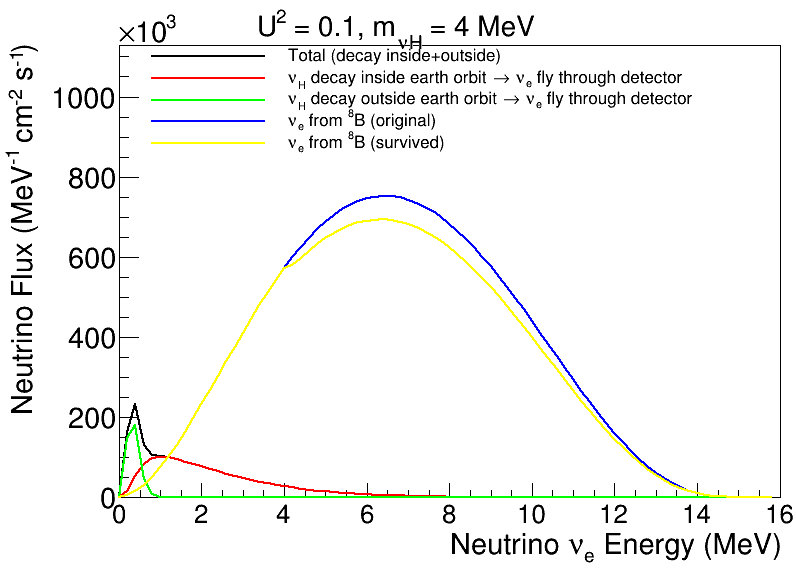 U² = 0.1, m_νH = 4 MeV
×10³
Total (decay inside+outside)
ν_H decay inside earth orbit → ν_e fly through detector
ν_H decay outside earth orbit → ν_e fly through detector
ν_e from ⁸B (original)
ν_e from ⁸B (survived)
Neutrino Flux (MeV⁻¹ cm⁻² s⁻¹)
1000
800
600
400
200
0
0 2 4 6 8 10 12 14 16
Neutrino ν_e Energy (MeV)